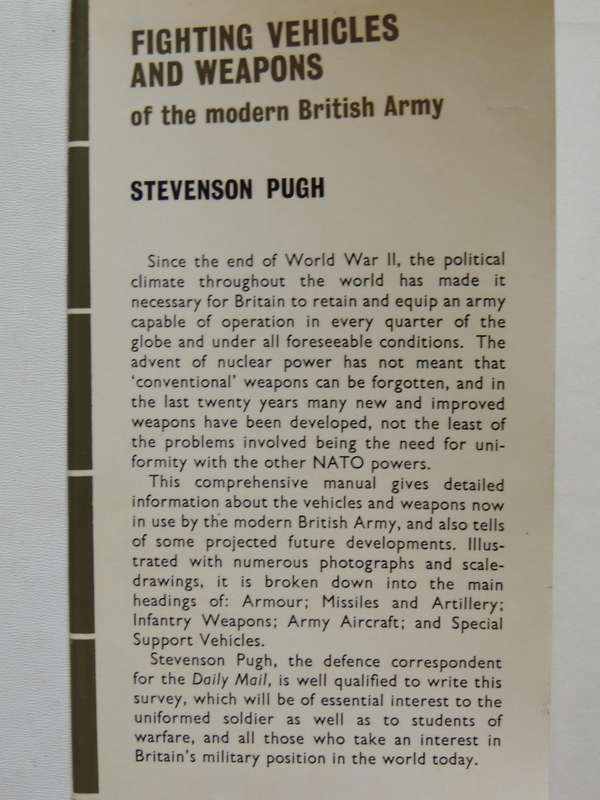 FIGHTING VEHICLES
AND WEAPONS
of the modern British Army
STEVENSON PUGH
Since the end of World War II, the political
climate throughout the world has made it
necessary for Britain to retain and equip an army
capable of operation in every quarter of the
globe and under all foreseeable conditions. The
advent of nuclear power has not meant that
‘conventional’ weapons can be forgotten, and in
the last twenty years many new and improved
weapons have been developed, not the least of
the problems involved being the need for uni-
formity with the other NATO powers.
This comprehensive manual gives detailed
information about the vehicles and weapons now
in use by the modern British Army, and also tells
of some projected future developments. Illus-
trated with numerous photographs and scale-
drawings, it is broken down into the main
headings of: Armour; Missiles and Artillery;
Infantry Weapons; Army Aircraft; and Special
Support Vehicles.
Stevenson Pugh, the defence correspondent
for the Daily Mail, is well qualified to write this
survey, which will be of essential interest to the
uniformed soldier as well as to students of
warfare, and all those who take an interest in
Britain’s military position in the world today.